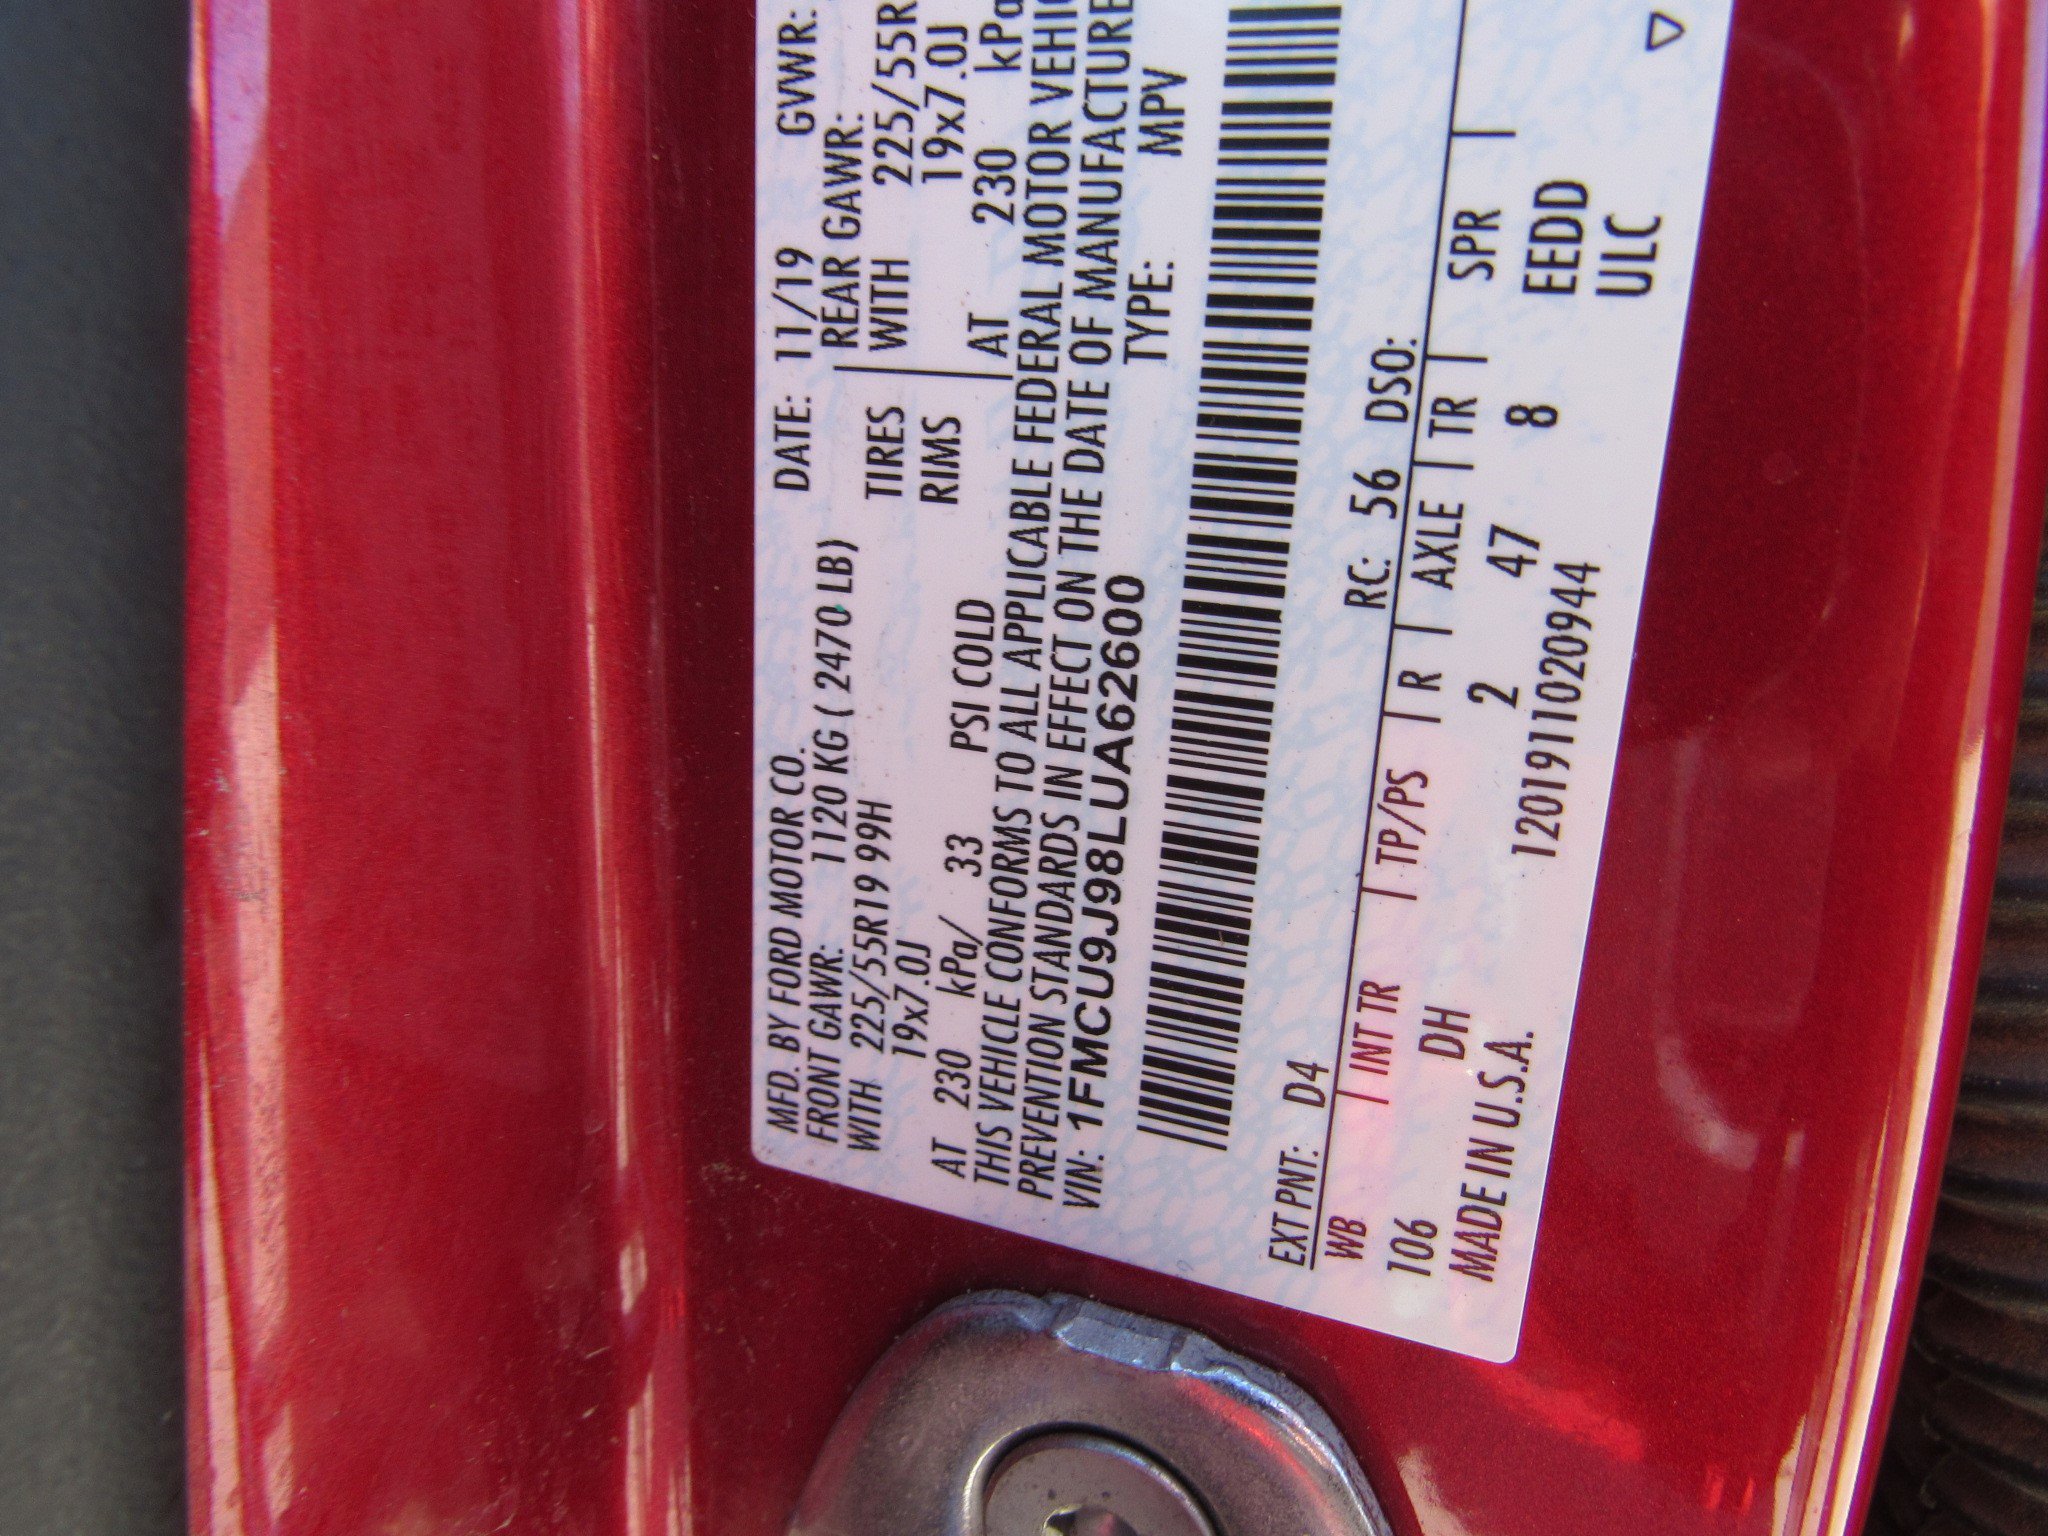 MFD. BY FORD MOTOR CO. DATE: 11/19 GVWR:
FRONT GAWR: 1120 KG ( 2470 LB) REAR GAWR:
WITH 225/55R19 99H TIRES WITH 225/55R
19x7.0J RIMS 19x7.0J
AT 230 kPa/ 33 PSI COLD AT 230 kPa
THIS VEHICLE CONFORMS TO ALL APPLICABLE FEDERAL MOTOR
PREVENTION STANDARDS IN EFFECT ON THE DATE OF MANUFACTURE
VIN: 1FMCU9J98LUA62600 TYPE: MPV
EXT PNT: D4 RC: 56 DSO:
WB | INT TR | TP/PS | R | AXLE | TR | SPR |
106 DH 2 47 8 EEDD
MADE IN U.S.A. 1201911020944 ULC